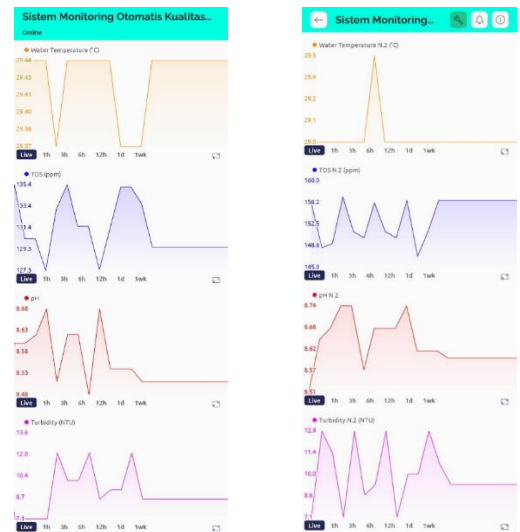 Sistem Monitoring Otomatis Kualitas...
Online
Water Temperature (°C)
29.44
29.43
29.41
29.40
29.38
29.37
Live 1h 3h 6h 12h 1d 1wk
TDS (ppm)
135.4
133.4
131.4
129.5
127.5
Live 1h 3h 6h 12h 1d 1wk
pH
8.68
8.63
8.58
8.53
8.48
Live 1h 3h 6h 12h 1d 1wk
Turbidity (NTU)
13.6
12.0
10.4
8.7
7.1
Live 1h 3h 6h 12h 1d 1wk
Sistem Monitoring...
Water Temperature N.2 (°C)
29.5
29.4
29.2
29.1
29.0
Live 1h 3h 6h 12h 1d 1wk
TDS N.2 (ppm)
160.0
156.2
152.5
148.8
145.0
Live 1h 3h 6h 12h 1d 1wk
pH N.2
8.74
8.68
8.62
8.57
8.51
Live 1h 3h 6h 12h 1d 1wk
Turbidity N.2 (NTU)
12.9
11.4
10.0
8.6
7.1
Live 1h 3h 6h 12h 1d 1wk